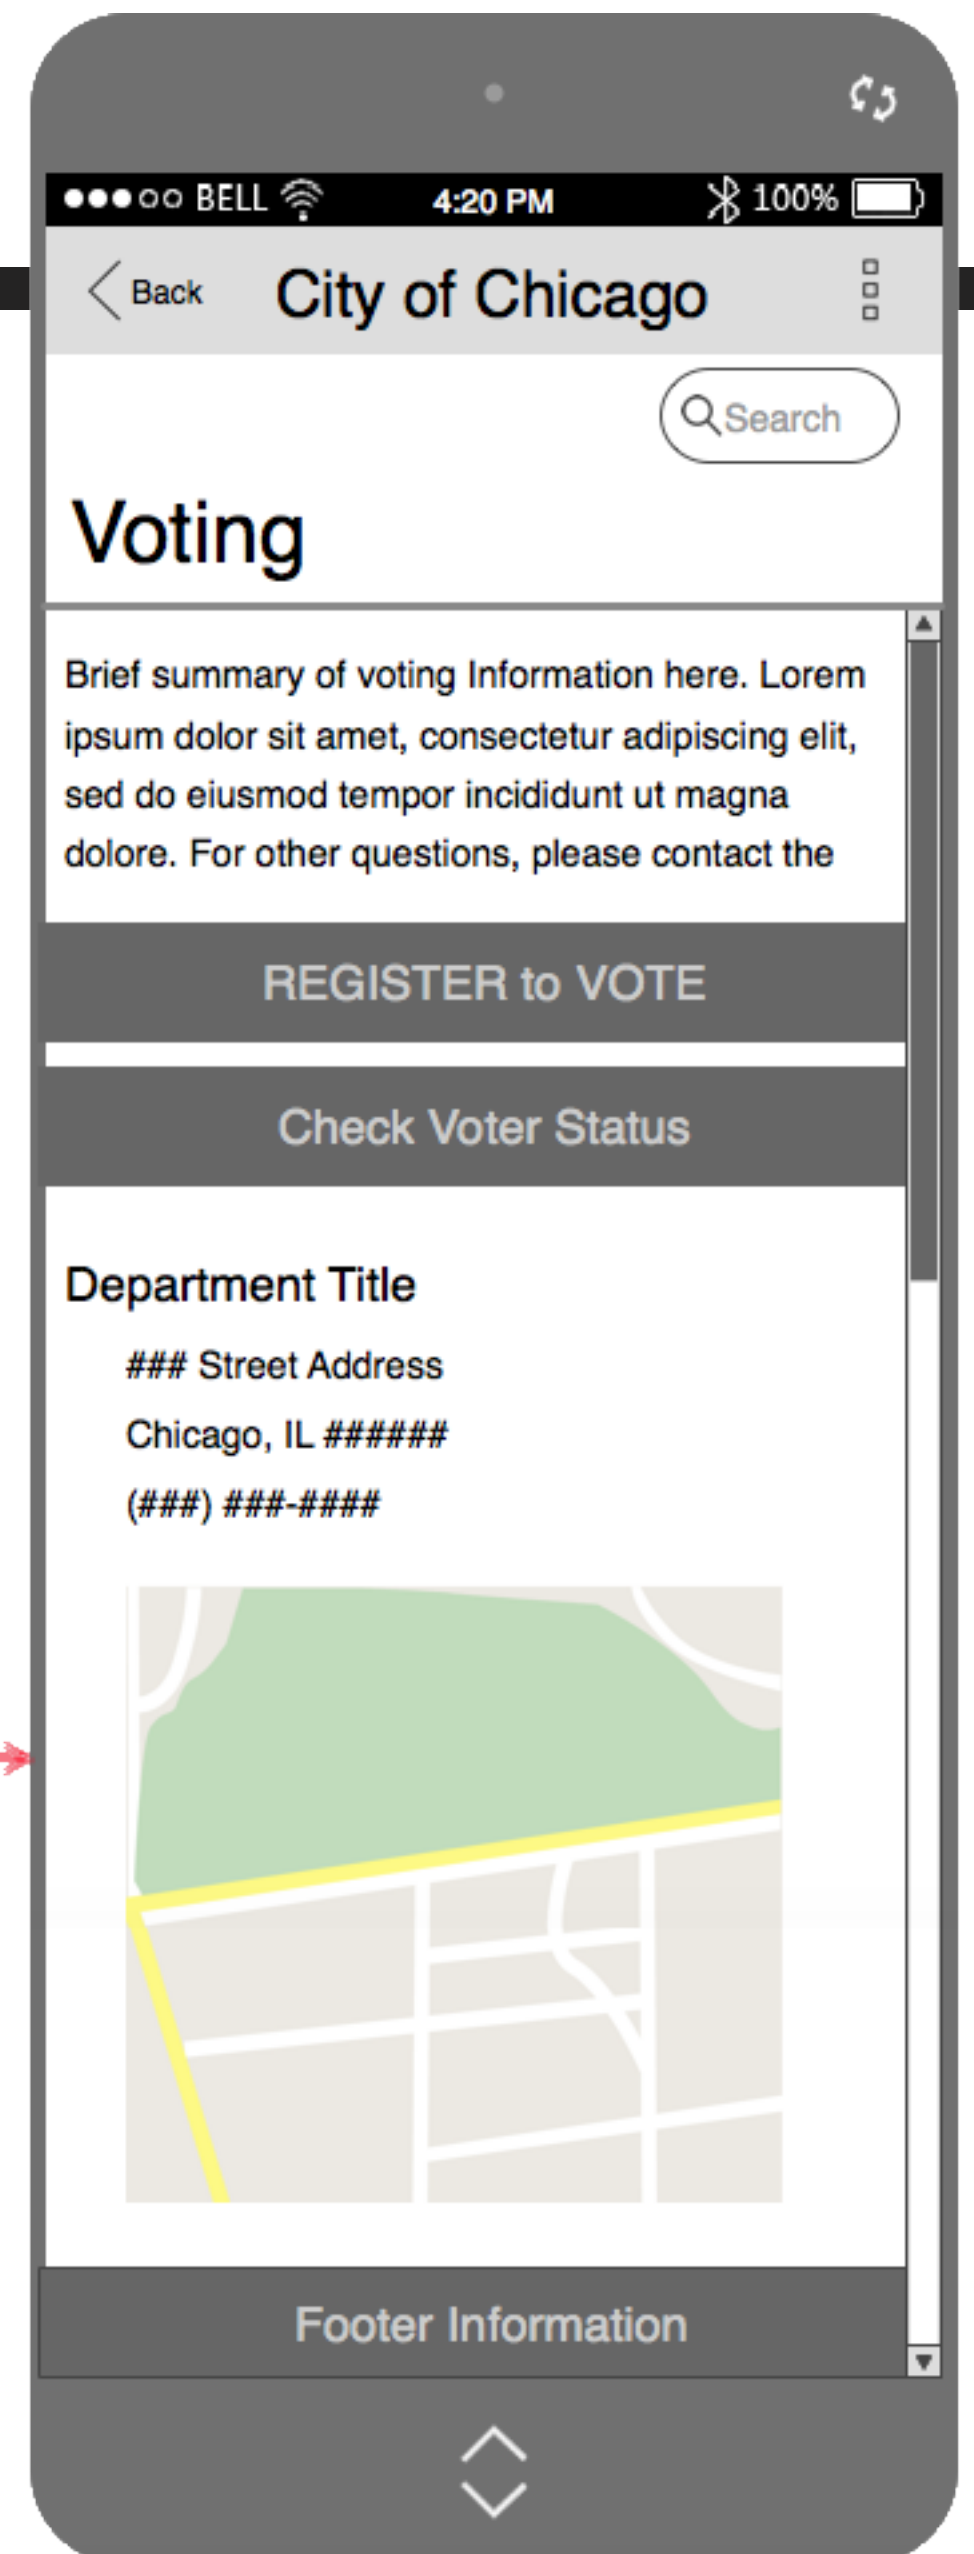 BELL 4:20 PM 100%
Back City of Chicago
Search
Voting
Brief summary of voting Information here. Lorem
ipsum dolor sit amet, consectetur adipiscing elit,
sed do eiusmod tempor incididunt ut magna
dolore. For other questions, please contact the
REGISTER to VOTE
Check Voter Status
Department Title
### Street Address
Chicago, IL ######
(###) ###-####
Footer Information